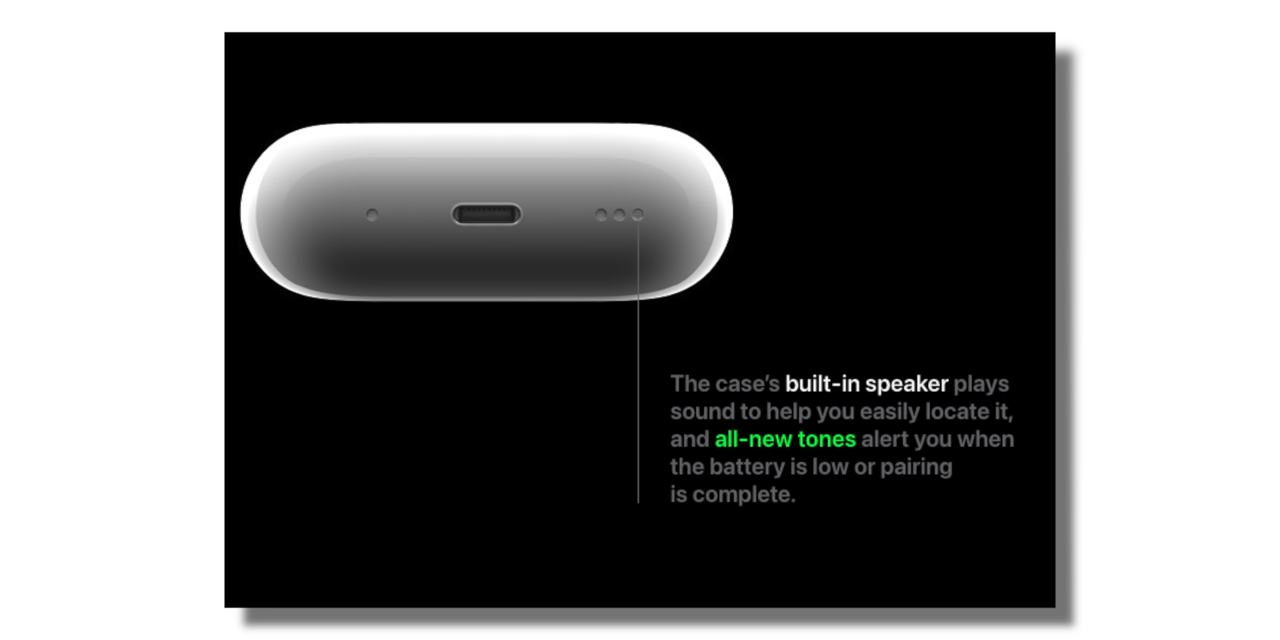 The case’s built-in speaker plays
sound to help you easily locate it,
and all-new tones alert you when
the battery is low or pairing
is complete.